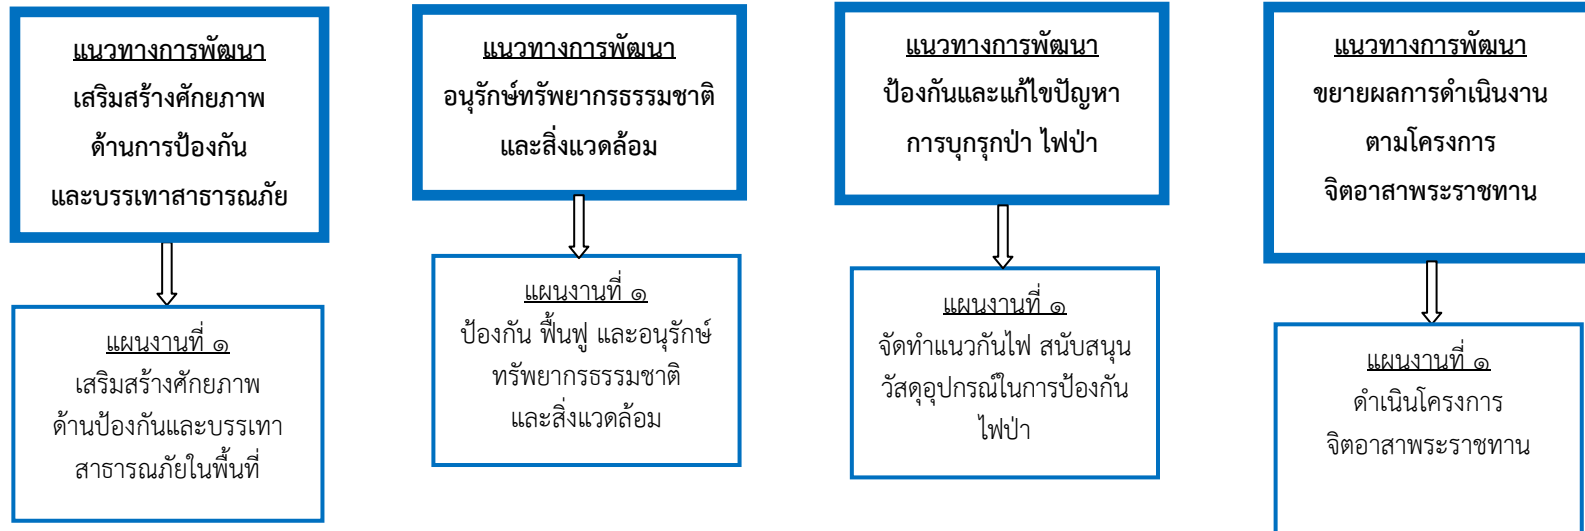 แนวทางการพัฒนา
เสริมสร้างศักยภาพ
ด้านการป้องกัน
และบรรเทาสาธารณภัย
แผนงานที่ ๑
เสริมสร้างศักยภาพ
ด้านป้องกันและบรรเทา
สาธารณภัยในพื้นที่
แนวทางการพัฒนา
อนุรักษ์ทรัพยากรธรรมชาติ
และสิ่งแวดล้อม
แผนงานที่ ๑
ป้องกัน ฟื้นฟู และอนุรักษ์
ทรัพยากรธรรมชาติ
และสิ่งแวดล้อม
แนวทางการพัฒนา
ป้องกันและแก้ไขปัญหา
การบุกรุกป่า ไฟป่า
แผนงานที่ ๑
จัดทำแนวกันไฟ สนับสนุน
วัสดุอุปกรณ์ในการป้องกัน
ไฟป่า
แนวทางการพัฒนา
ขยายผลการดำเนินงาน
ตามโครงการ
จิตอาสาพระราชทาน
แผนงานที่ ๑
ดำเนินโครงการ
จิตอาสาพระราชทาน